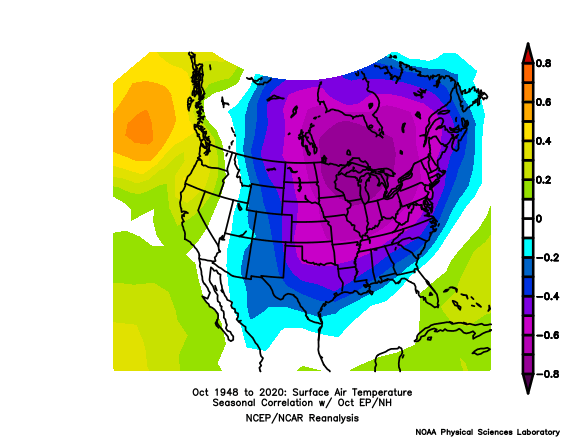 0.8
0.6
0.4
0.2
0
−0.2
−0.4
−0.6
−0.8
Oct 1948 to 2020: Surface Air Temperature
Seasonal Correlation w/ Oct EP/NH
NCEP/NCAR Reanalysis
NOAA Physical Sciences Laboratory